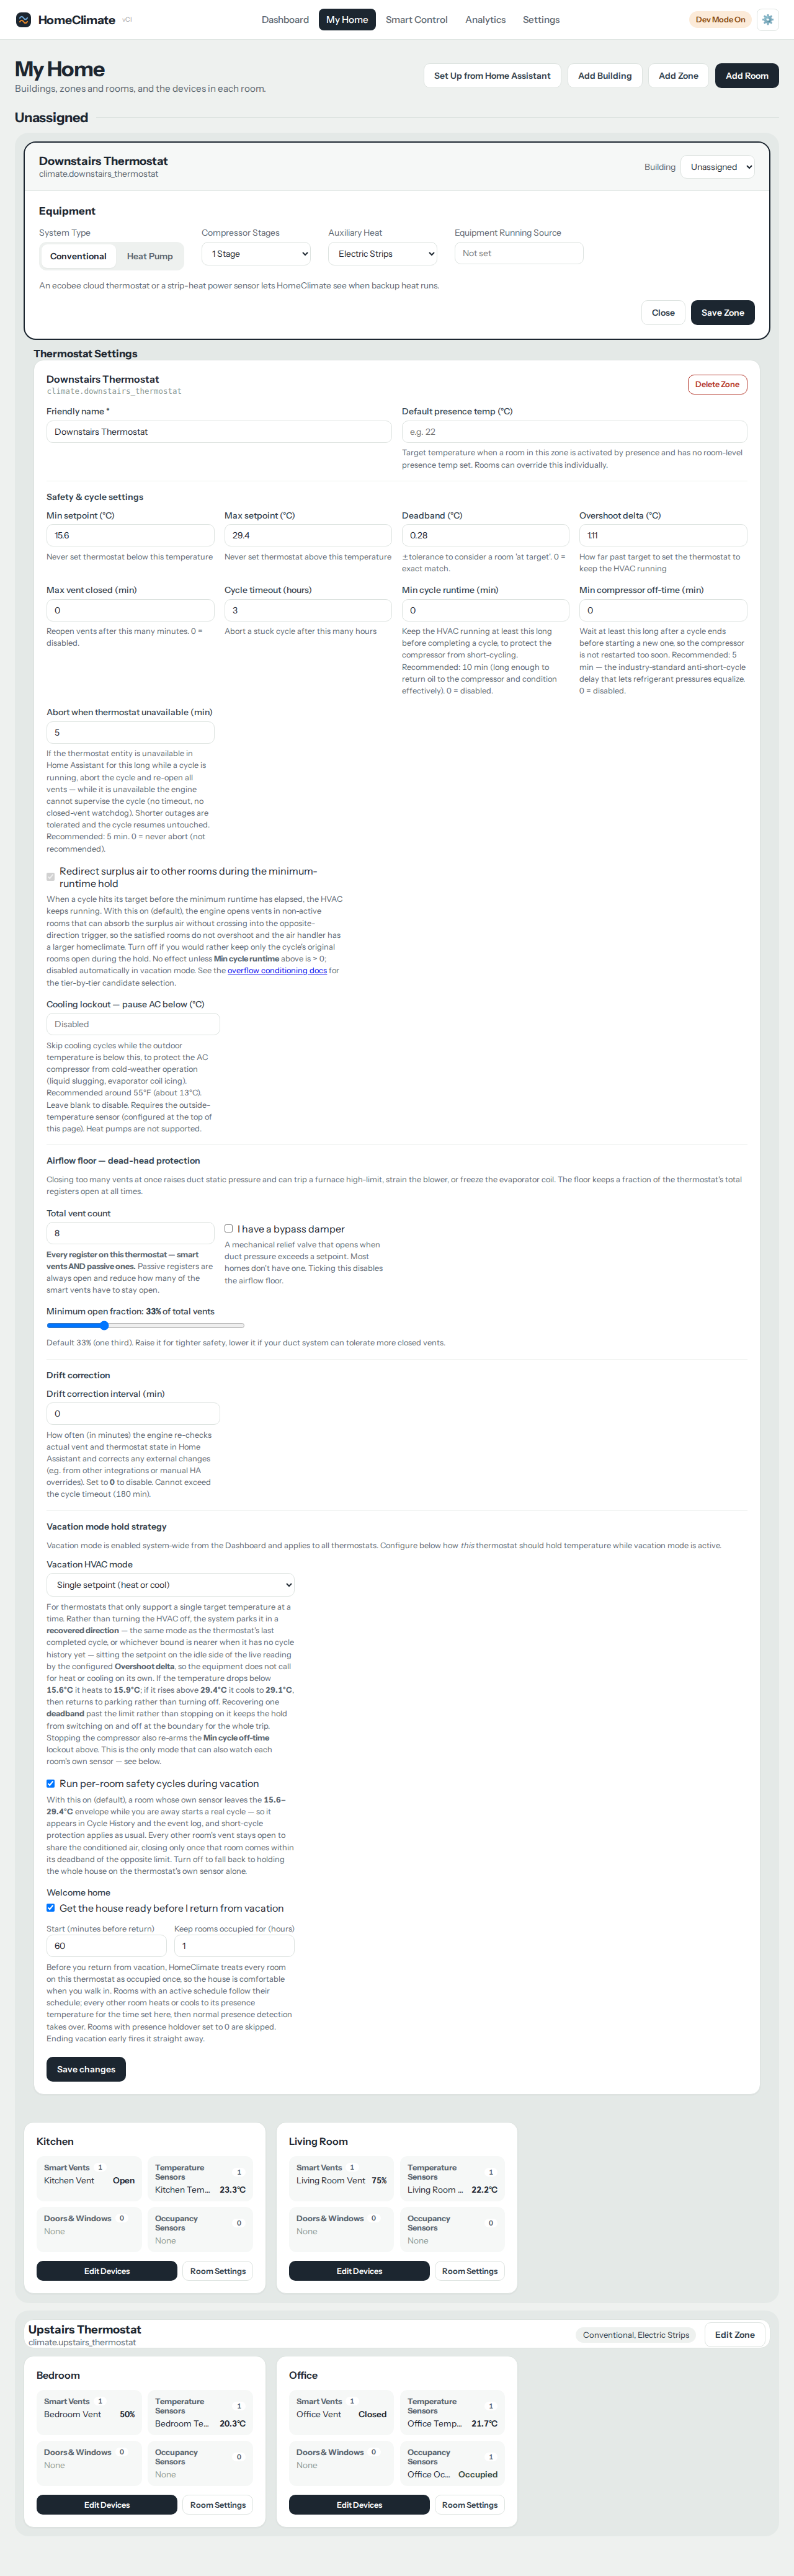 HomeClimate vCI
Dashboard My Home Smart Control Analytics Settings
Dev Mode On
My Home
Buildings, zones and rooms, and the devices in each room.
Set Up from Home Assistant Add Building Add Zone Add Room
Unassigned
Downstairs Thermostat
climate.downstairs_thermostat
Building Unassigned
Equipment
System Type Compressor Stages Auxiliary Heat Equipment Running Source
Conventional Heat Pump 1 Stage Electric Strips Not set
An ecobee cloud thermostat or a strip-heat power sensor lets HomeClimate see when backup heat runs.
Close Save Zone
Thermostat Settings
Downstairs Thermostat
climate.downstairs_thermostat
Delete Zone
Friendly name *
Downstairs Thermostat
Default presence temp (°C)
e.g. 22
Target temperature when a room in this zone is activated by presence and has no room-level
presence temp set. Rooms can override this individually.
Safety & cycle settings
Min setpoint (°C)
15.6
Never set thermostat below this temperature
Max setpoint (°C)
29.4
Never set thermostat above this temperature
Deadband (°C)
0.28
±tolerance to consider a room 'at target'. 0 =
exact match.
Overshoot delta (°C)
1.11
How far past target to set the thermostat to
keep the HVAC running
Max vent closed (min)
0
Reopen vents after this many minutes. 0 =
disabled.
Cycle timeout (hours)
3
Abort a stuck cycle after this many hours
Min cycle runtime (min)
0
Keep the HVAC running at least this long
before completing a cycle, to protect the
compressor from short-cycling.
Recommended: 10 min (long enough to
return oil to the compressor and condition
effectively). 0 = disabled.
Min compressor off-time (min)
0
Wait at least this long after a cycle ends
before starting a new one, so the compressor
is not restarted too soon. Recommended: 5
min — the industry-standard anti-short-cycle
delay that lets refrigerant pressures equalize.
0 = disabled.
Abort when thermostat unavailable (min)
5
If the thermostat entity is unavailable in
Home Assistant for this long while a cycle is
running, abort the cycle and re-open all
vents — while it is unavailable the engine
cannot supervise the cycle (no timeout, no
closed-vent watchdog). Shorter outages are
tolerated and the cycle resumes untouched.
Recommended: 5 min. 0 = never abort (not
recommended).
Redirect surplus air to other rooms during the minimum-
runtime hold
When a cycle hits its target before the minimum runtime has elapsed, the HVAC
keeps running. With this on (default), the engine opens vents in non-active
rooms that can absorb the surplus air without crossing into the opposite-
direction trigger, so the satisfied rooms do not overshoot and the air handler has
a larger homeclimate. Turn off if you would rather keep only the cycle's original
rooms open during the hold. No effect unless Min cycle runtime above is > 0;
disabled automatically in vacation mode. See the overflow conditioning docs for
the tier-by-tier candidate selection.
Cooling lockout — pause AC below (°C)
Disabled
Skip cooling cycles while the outdoor
temperature is below this, to protect the AC
compressor from cold-weather operation
(liquid slugging, evaporator coil icing).
Recommended around 55°F (about 13°C).
Leave blank to disable. Requires the outside-
temperature sensor (configured at the top of
this page). Heat pumps are not supported.
Airflow floor — dead-head protection
Closing too many vents at once raises duct static pressure and can trip a furnace high-limit, strain the blower, or freeze the evaporator coil. The floor keeps a fraction of the thermostat's total
registers open at all times.
Total vent count
8
Every register on this thermostat — smart
vents AND passive ones. Passive registers are
always open and reduce how many of the
smart vents have to stay open.
I have a bypass damper
A mechanical relief valve that opens when
duct pressure exceeds a setpoint. Most
homes don't have one. Ticking this disables
the airflow floor.
Minimum open fraction: 33% of total vents
Default 33% (one third). Raise it for tighter safety, lower it if your duct system can tolerate more closed vents.
Drift correction
Drift correction interval (min)
0
How often (in minutes) the engine re-checks
actual vent and thermostat state in Home
Assistant and corrects any external changes
(e.g. from other integrations or manual HA
overrides). Set to 0 to disable. Cannot exceed
the cycle timeout (180 min).
Vacation mode hold strategy
Vacation mode is enabled system-wide from the Dashboard and applies to all thermostats. Configure below how this thermostat should hold temperature while vacation mode is active.
Vacation HVAC mode
Single setpoint (heat or cool)
For thermostats that only support a single target temperature at a
time. Rather than turning the HVAC off, the system parks it in a
recovered direction — the same mode as the thermostat's last
completed cycle, or whichever bound is nearer when it has no cycle
history yet — sitting the setpoint on the idle side of the live reading
by the configured Overshoot delta, so the equipment does not call
for heat or cooling on its own. If the temperature drops below
15.6°C it heats to 15.9°C; if it rises above 29.4°C it cools to 29.1°C,
then returns to parking rather than turning off. Recovering one
deadband past the limit rather than stopping on it keeps the hold
from switching on and off at the boundary for the whole trip.
Stopping the compressor also re-arms the Min cycle off-time
lockout above. This is the only mode that can also watch each
room's own sensor — see below.
Run per-room safety cycles during vacation
With this on (default), a room whose own sensor leaves the 15.6–
29.4°C envelope while you are away starts a real cycle — so it
appears in Cycle History and the event log, and short-cycle
protection applies as usual. Every other room's vent stays open to
share the conditioned air, closing only once that room comes within
its deadband of the opposite limit. Turn off to fall back to holding
the whole house on the thermostat's own sensor alone.
Welcome home
Get the house ready before I return from vacation
Start (minutes before return) Keep rooms occupied for (hours)
60 1
Before you return from vacation, HomeClimate treats every room
on this thermostat as occupied once, so the house is comfortable
when you walk in. Rooms with an active schedule follow their
schedule; every other room heats or cools to its presence
temperature for the time set here, then normal presence detection
takes over. Rooms with presence holdover set to 0 are skipped.
Ending vacation early fires it straight away.
Save changes
Kitchen
Smart Vents 1
Kitchen Vent Open
Temperature
Sensors 1
Kitchen Tem... 23.3°C
Doors & Windows 0
None
Occupancy
Sensors 0
None
Edit Devices Room Settings
Living Room
Smart Vents 1
Living Room Vent 75%
Temperature
Sensors 1
Living Room ... 22.2°C
Doors & Windows 0
None
Occupancy
Sensors 0
None
Edit Devices Room Settings
Upstairs Thermostat
climate.upstairs_thermostat
Conventional, Electric Strips Edit Zone
Bedroom
Smart Vents 1
Bedroom Vent 50%
Temperature
Sensors 1
Bedroom Te... 20.3°C
Doors & Windows 0
None
Occupancy
Sensors 0
None
Edit Devices Room Settings
Office
Smart Vents 1
Office Vent Closed
Temperature
Sensors 1
Office Temp... 21.7°C
Doors & Windows 0
None
Occupancy
Sensors 1
Office Oc... Occupied
Edit Devices Room Settings